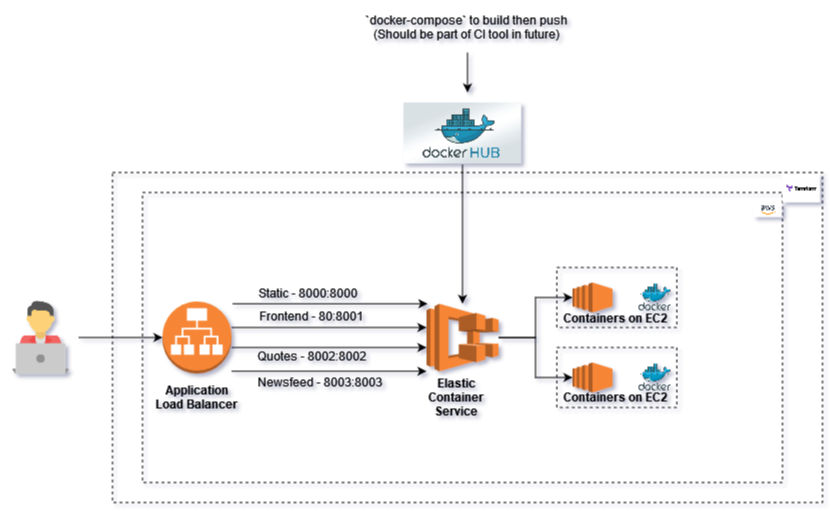 `docker-compose` to build then push
(Should be part of CI tool in future)
docker HUB
Terraform
aws
Static - 8000:8000
Frontend - 80:8001
Quotes - 8002:8002
Newsfeed - 8003:8003
Application
Load Balancer
Elastic
Container
Service
docker
Containers on EC2
docker
Containers on EC2